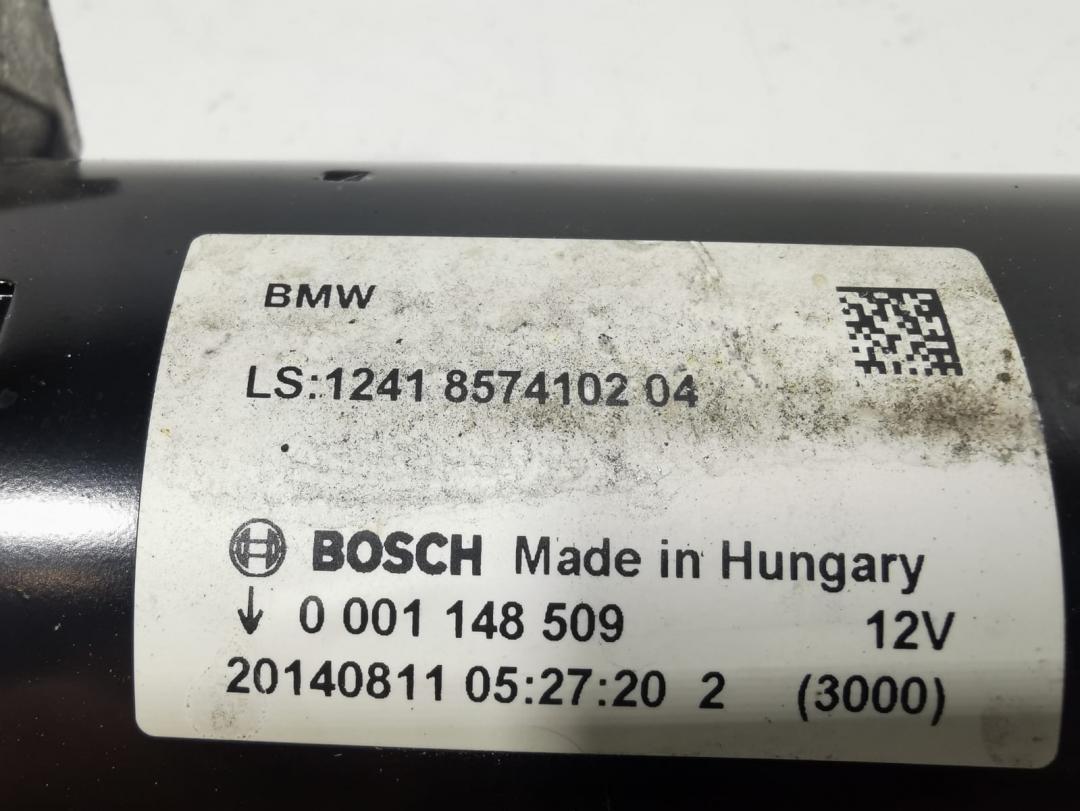 BMW
LS:1241 8574102 04
BOSCH Made in Hungary
↓ 0 001 148 509 12V
20140811 05:27:20 2 (3000)